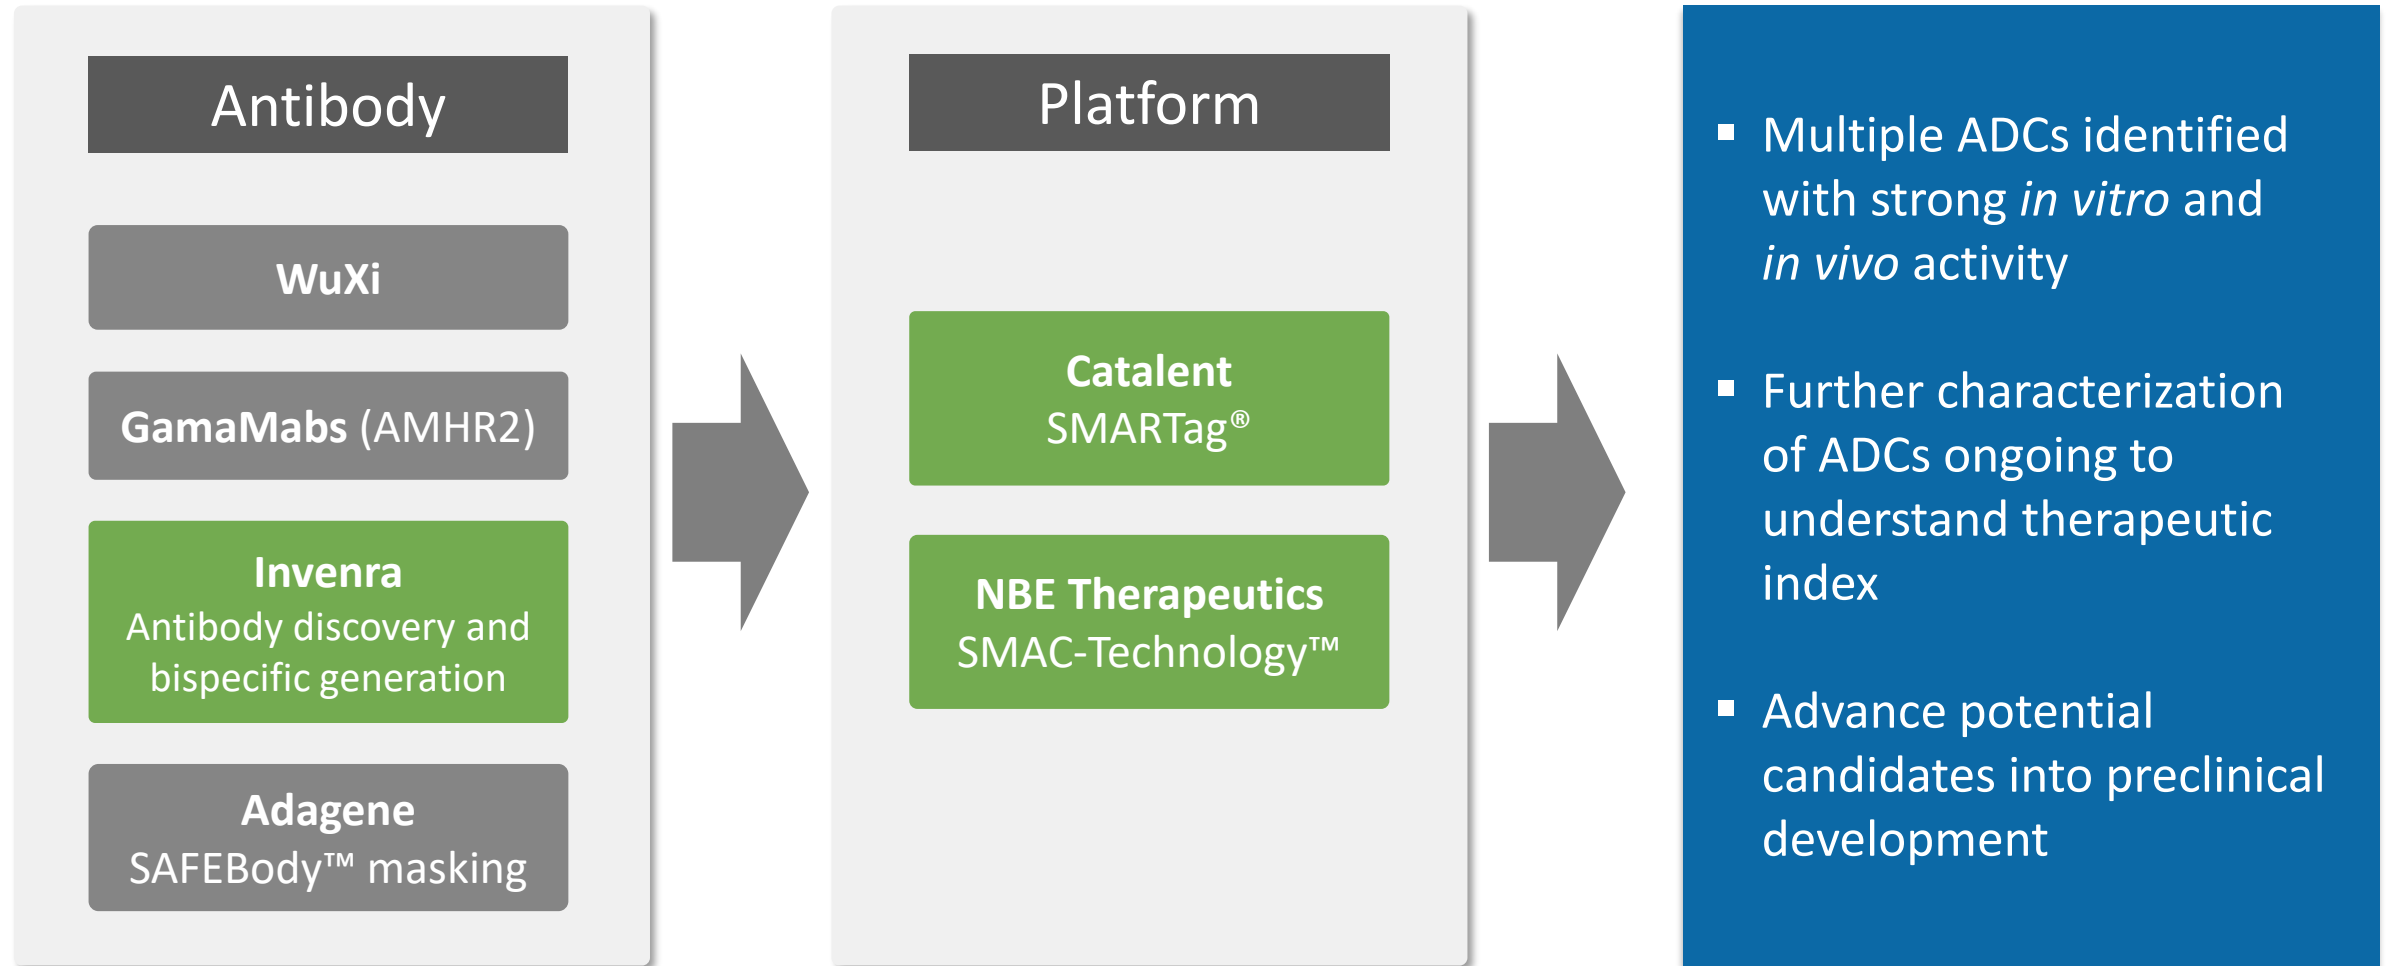 Antibody
WuXi
GamaMabs (AMHR2)
Invenra
Antibody discovery and
bispecific generation
Adagene
SAFEBody™ masking
Platform
Catalent
SMARTag®
NBE Therapeutics
SMAC-Technology™
▪ Multiple ADCs identified
with strong in vitro and
in vivo activity
▪ Further characterization
of ADCs ongoing to
understand therapeutic
index
▪ Advance potential
candidates into preclinical
development